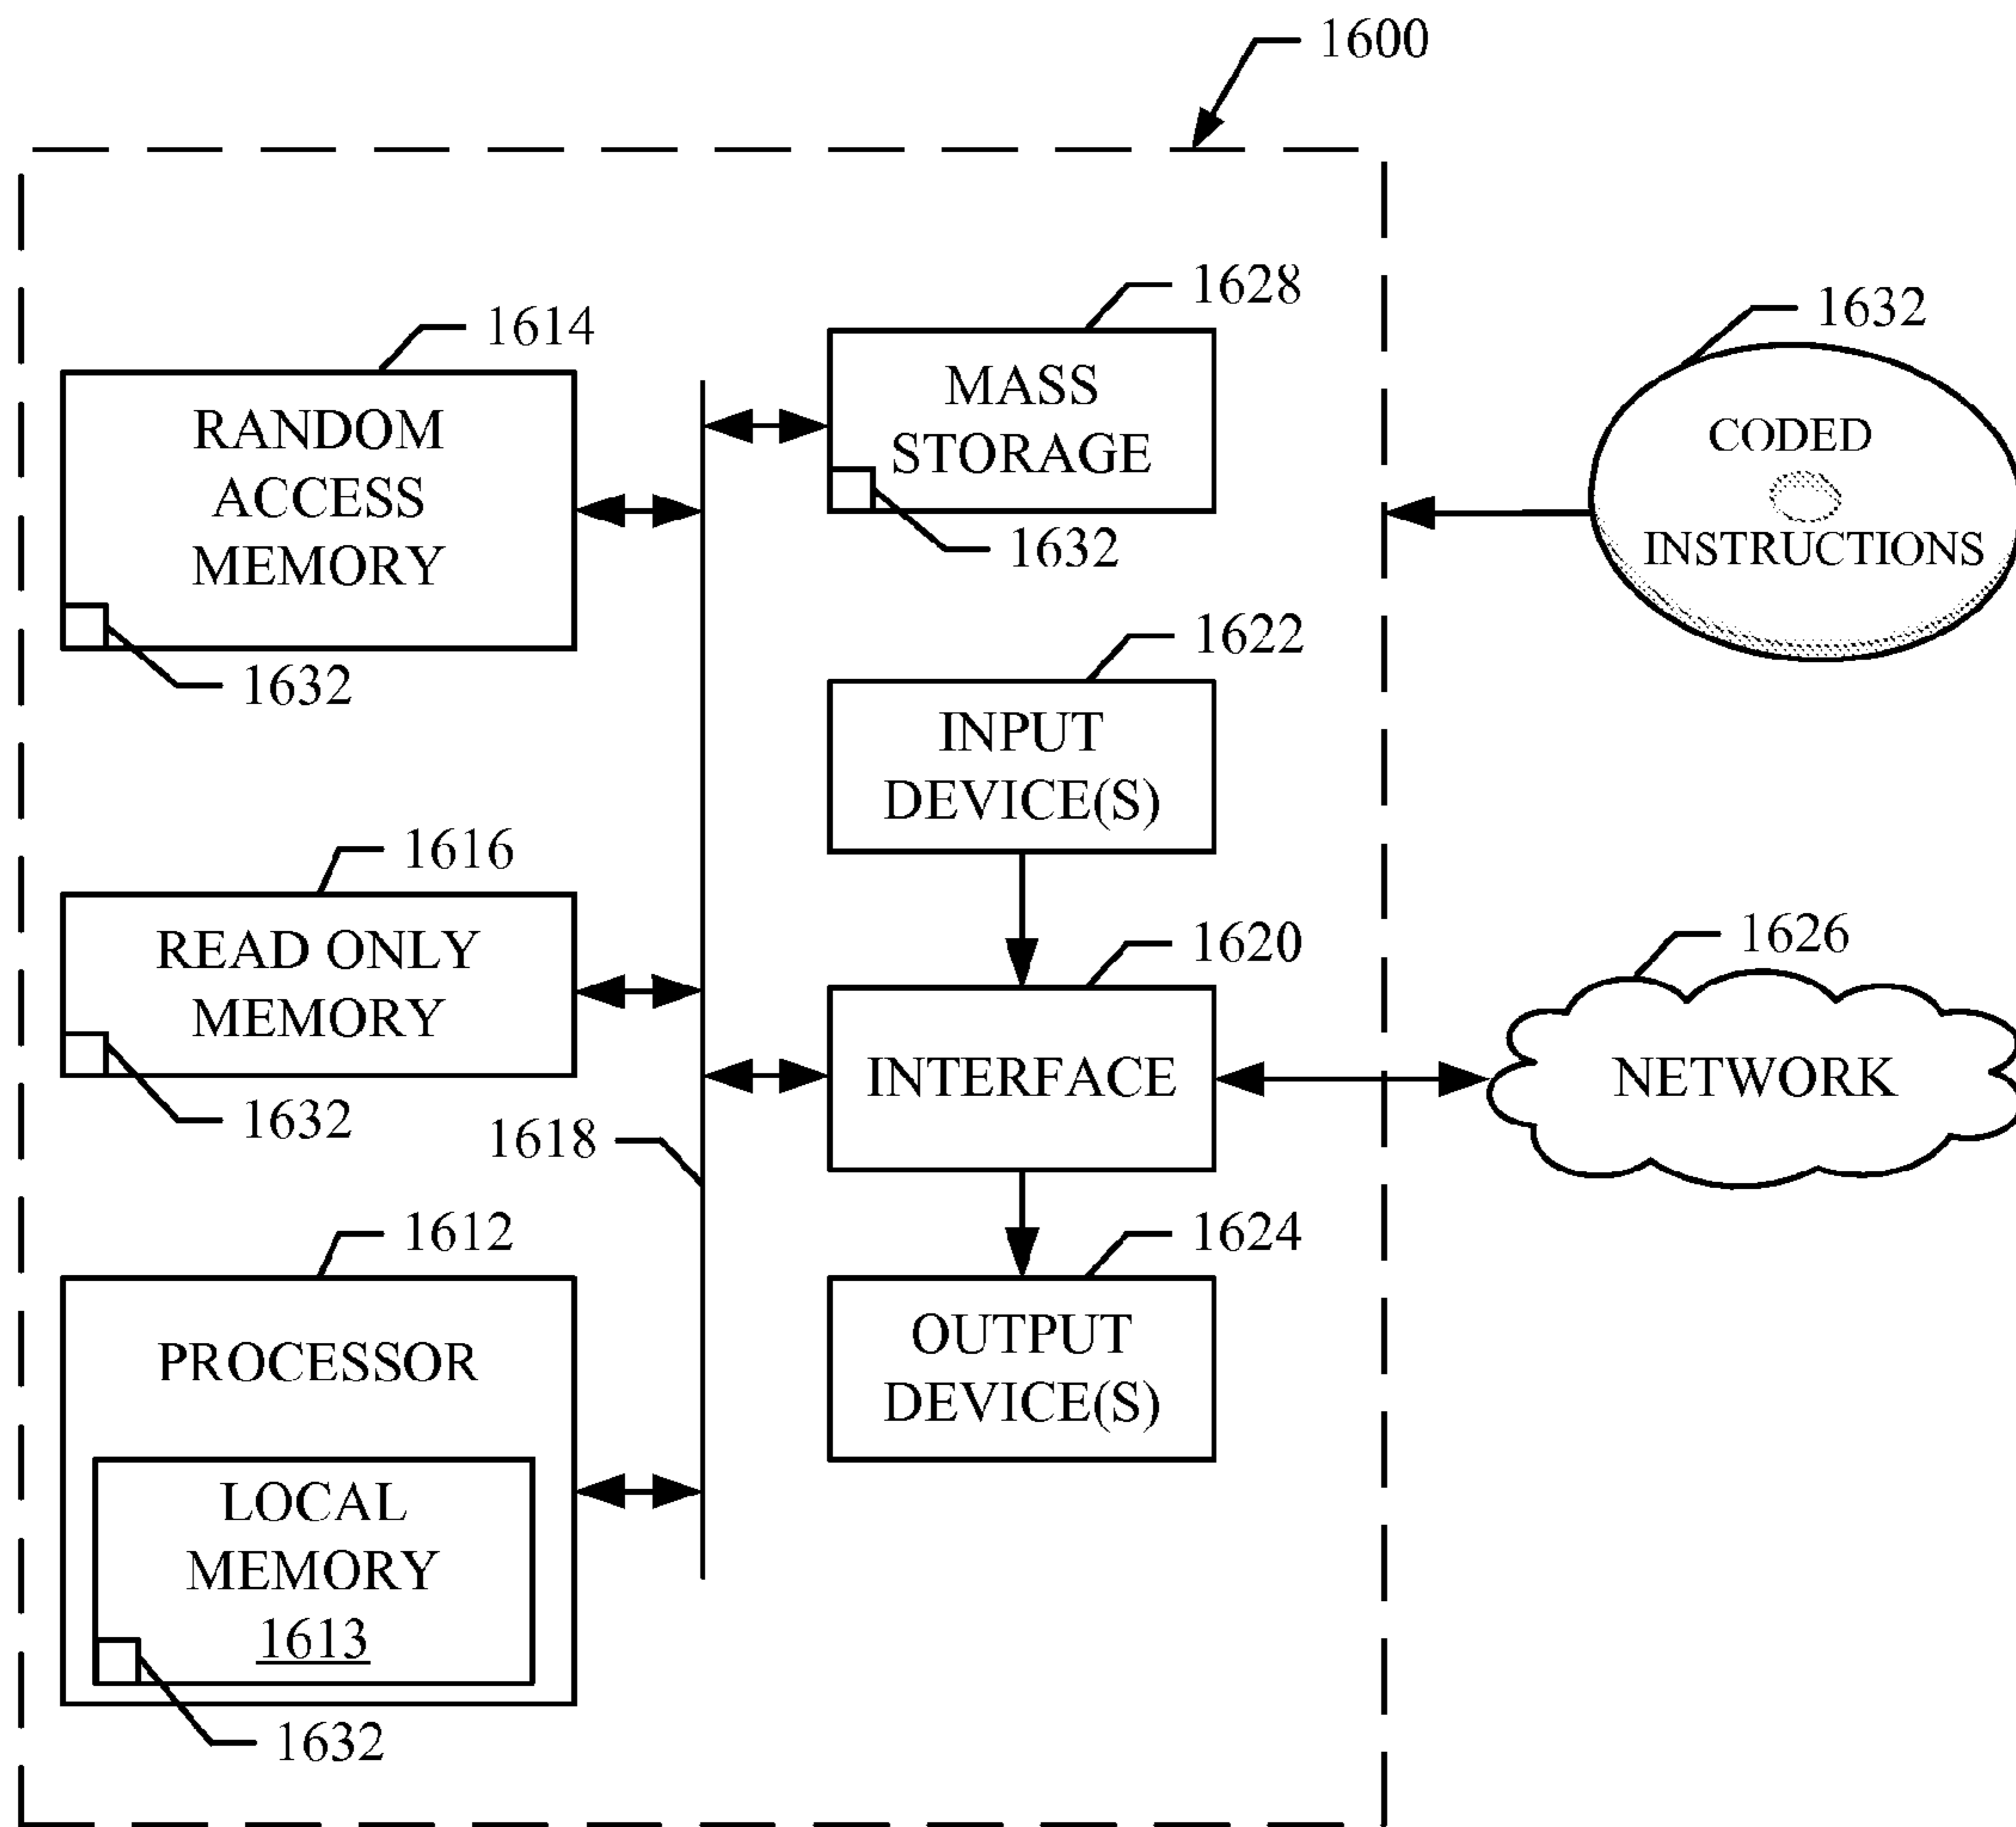 1600
1628
1632
1614
MASS
STORAGE
RANDOM
ACCESS
MEMORY
CODED
INSTRUCTIONS
1632
1632
1622
INPUT
DEVICE(S)
1616
READ ONLY
MEMORY
1620
1626
INTERFACE
NETWORK
1632
1618
1612
1624
PROCESSOR
OUTPUT
DEVICE(S)
LOCAL
MEMORY
1613
1632